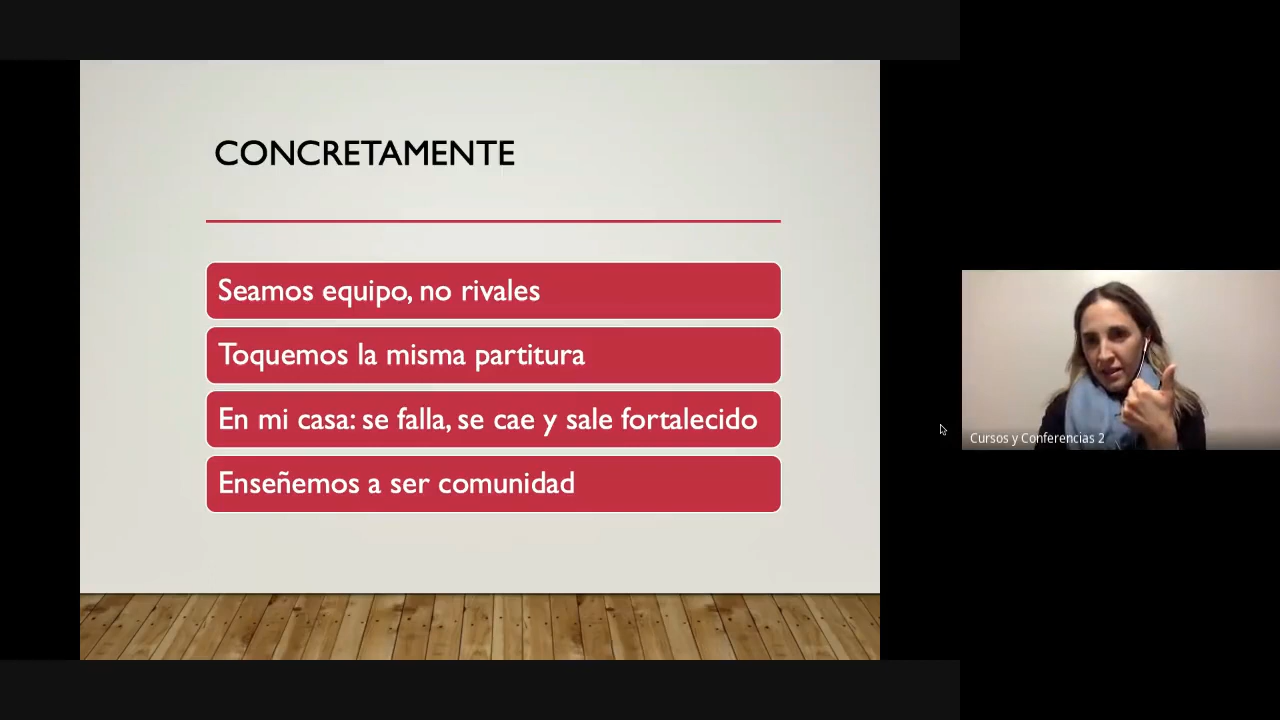 CONCRETAMENTE
Seamos equipo, no rivales
Toquemos la misma partitura
En mi casa: se falla, se cae y sale fortalecido
Enseñemos a ser comunidad
Cursos y Conferencias 2